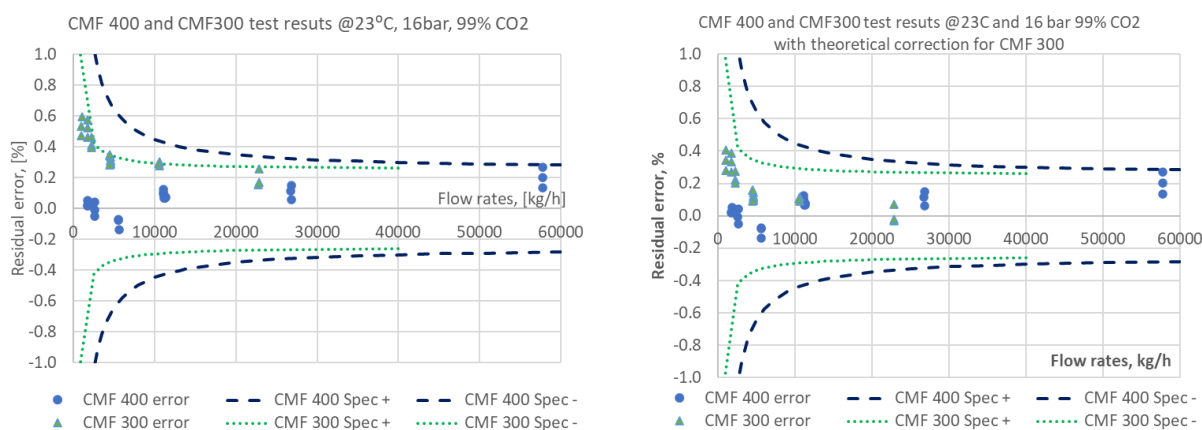 CMF 400 and CMF300 test resuts @23°C, 16bar, 99% CO2
Residual error, [%]
1.0
0.8
0.6
0.4
0.2
0.0
-0.2
-0.4
-0.6
-0.8
-1.0
Flow rates, [kg/h]
0 10000 20000 30000 40000 50000 60000
CMF 400 error CMF 400 Spec + CMF 400 Spec -
CMF 300 error CMF 300 Spec + CMF 300 Spec -
CMF 400 and CMF300 test resuts @23C and 16 bar 99% CO2
with theoretical correction for CMF 300
Residual error, %
1.0
0.8
0.6
0.4
0.2
0.0
-0.2
-0.4
-0.6
-0.8
-1.0
0 10000 20000 30000 40000 50000 60000
Flow rates, kg/h
CMF 400 error CMF 400 Spec + CMF 400 Spec -
CMF 300 error CMF 300 Spec + CMF 300 Spec -